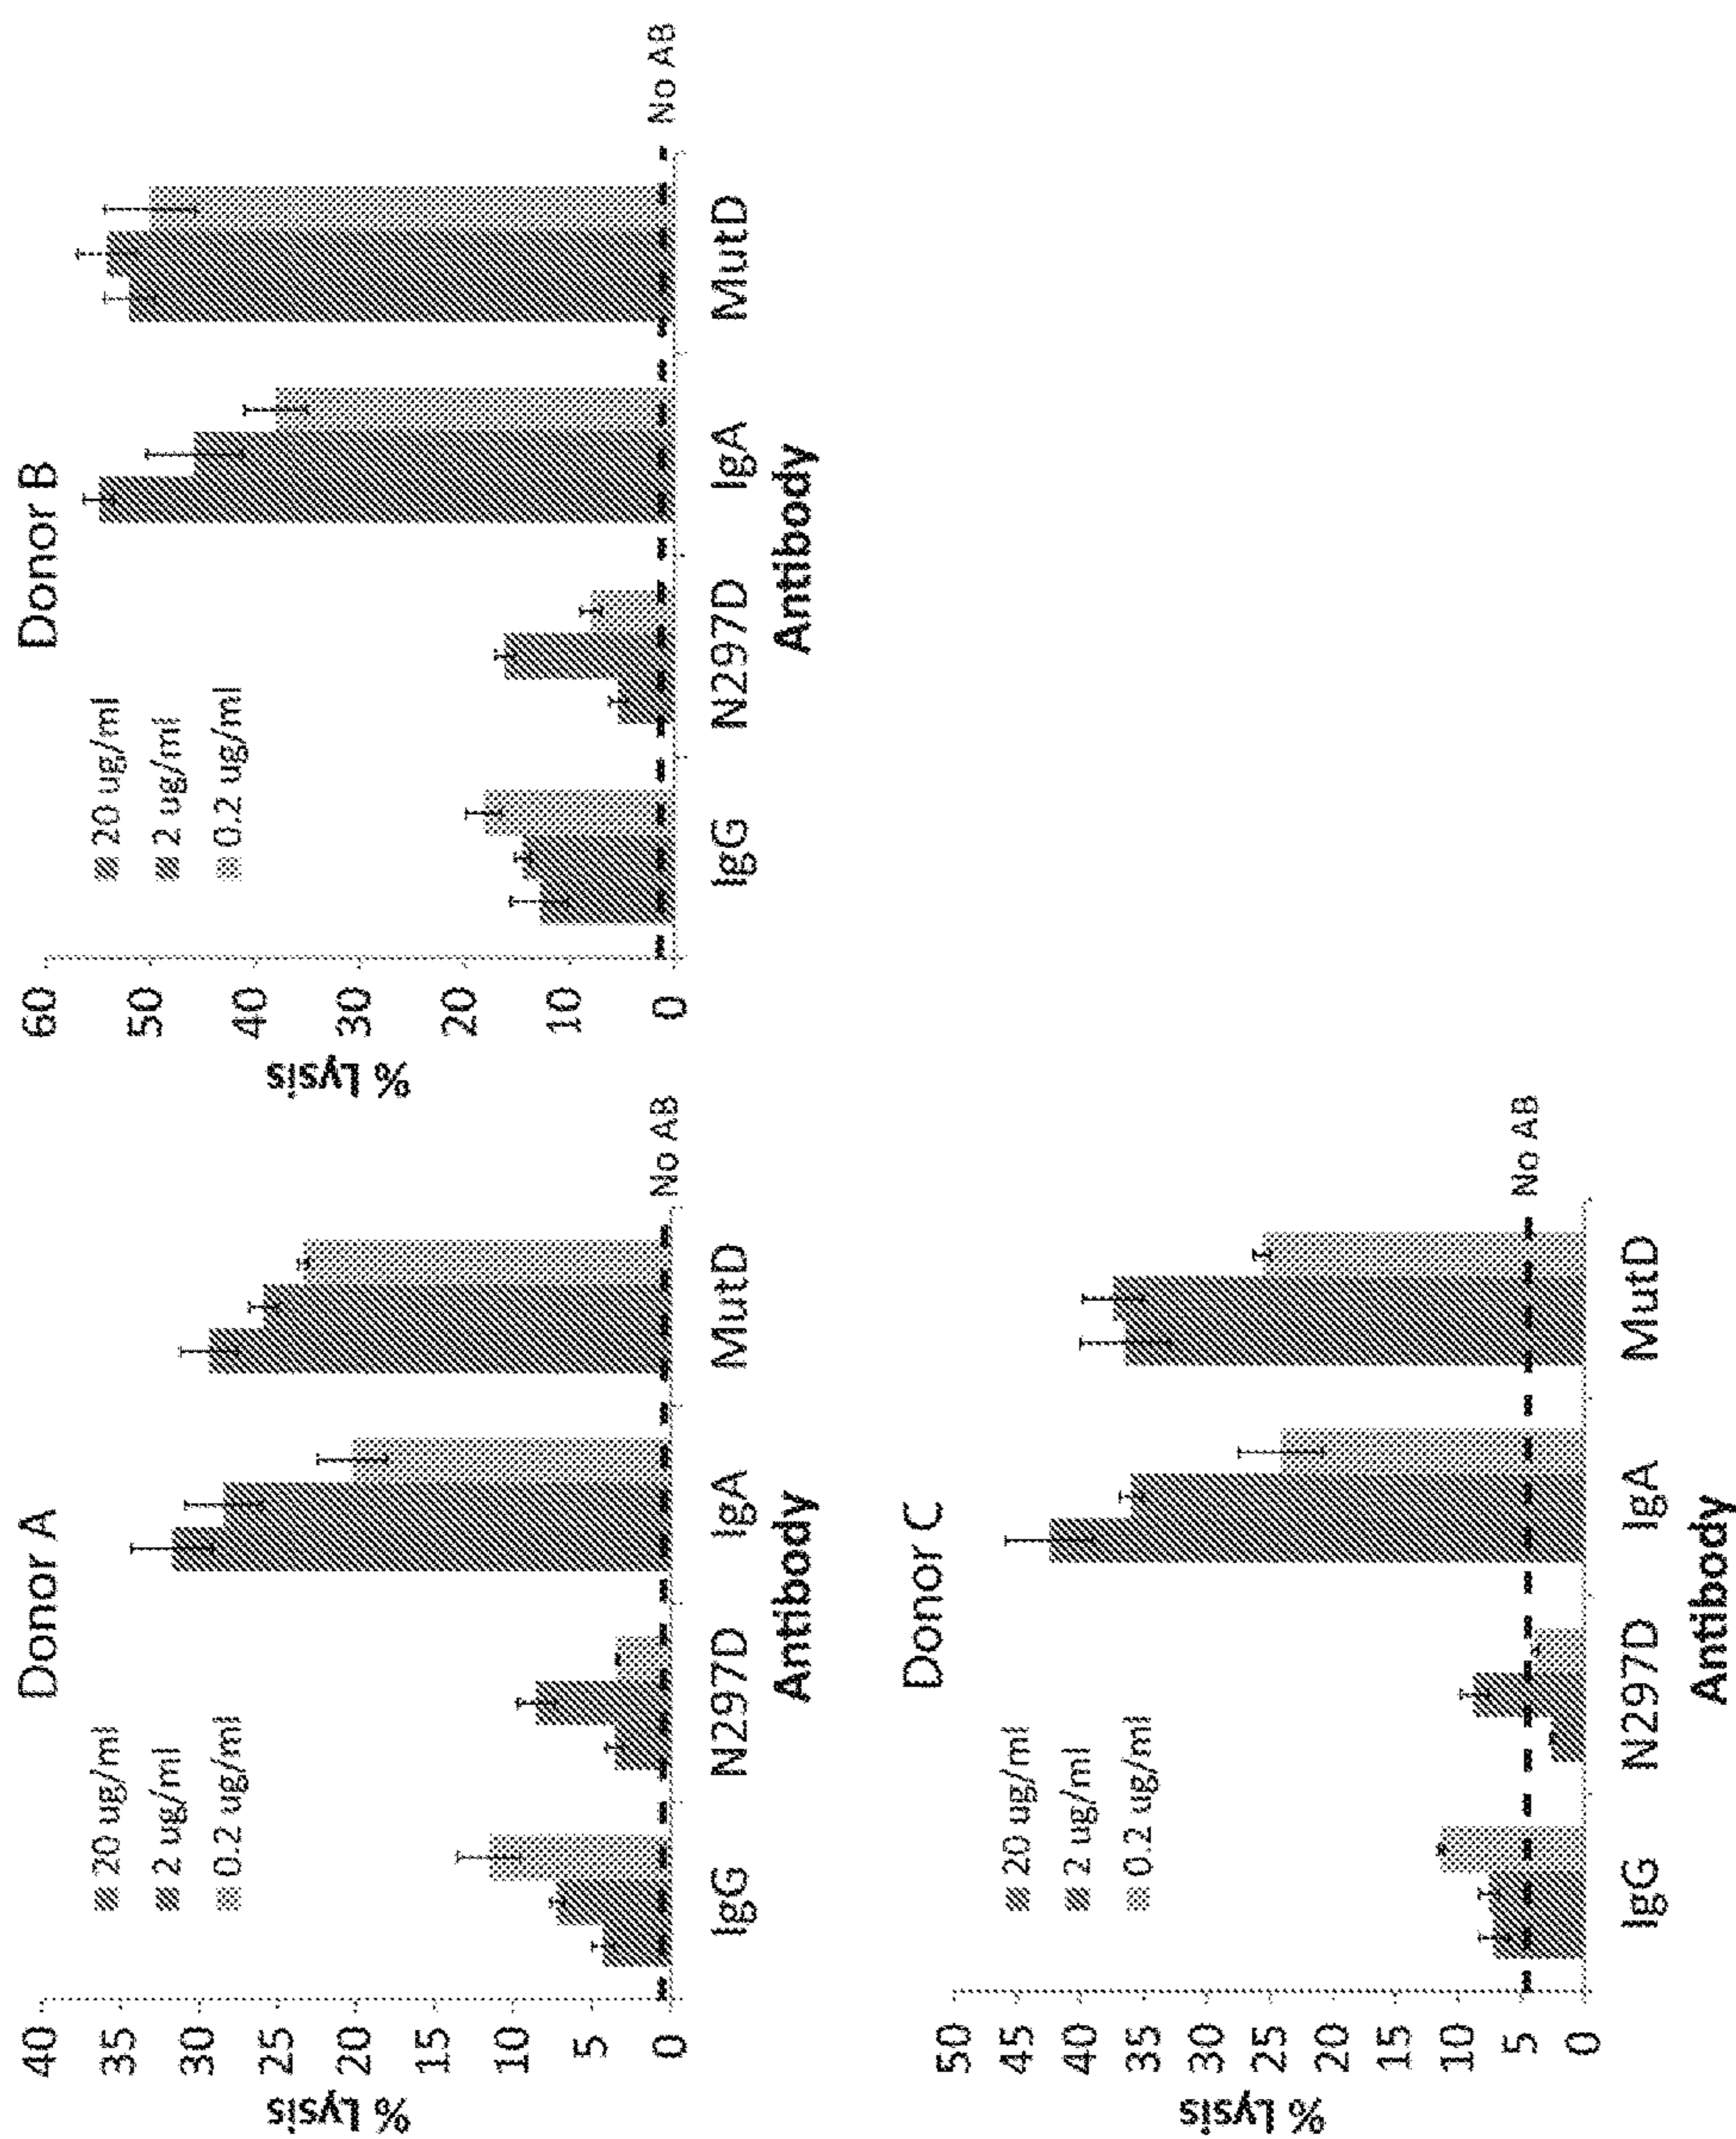 Donor A
% Lysis
40
35
30
25
20
15
10
5
0
20 ug/ml
2 ug/ml
0.2 ug/ml
No AB
IgG N297D IgA MutD
Antibody
Donor B
% Lysis
60
50
40
30
20
10
0
20 ug/ml
2 ug/ml
0.2 ug/ml
No AB
IgG N297D IgA MutD
Antibody
Donor C
% Lysis
50
45
40
35
30
25
20
15
10
5
0
20 ug/ml
2 ug/ml
0.2 ug/ml
No AB
IgG N297D IgA MutD
Antibody